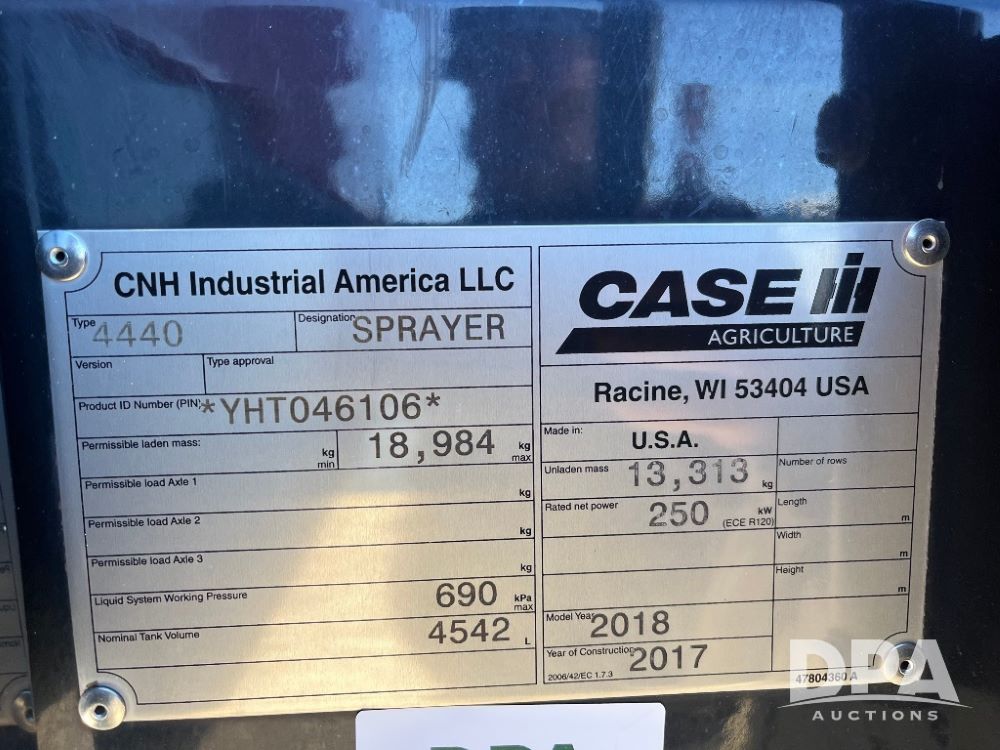 CNH Industrial America LLC
Type 4440 Designation SPRAYER
Version Type approval
Product ID Number (PIN) *YHT046106*
Permissible laden mass: kg min 18,984 kg max
Permissible load Axle 1 kg
Permissible load Axle 2 kg
Permissible load Axle 3 kg
Liquid System Working Pressure 690 kPa max
Nominal Tank Volume 4542 L
CASE IH
AGRICULTURE
Racine, WI 53404 USA
Made in: U.S.A.
Unladen mass 13,313 kg Number of rows
Rated net power 250 kW (ECE R120) Length m
Width m
Height m
Model Year 2018
Year of Construction 2017
2006/42/EC 1.7.3 47804360 A
DPA
AUCTIONS
DPA